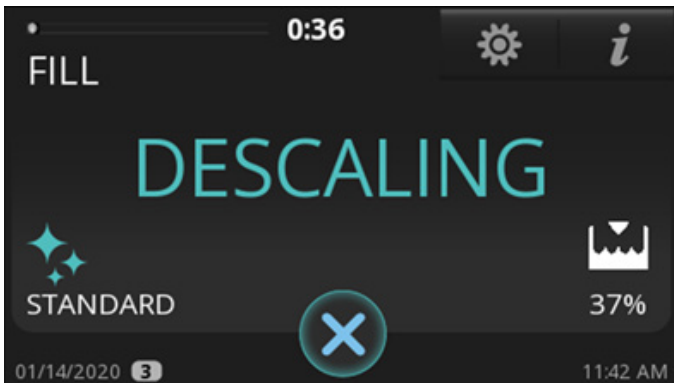 0:36
i
FILL
DESCALING
STANDARD
37%
01/14/2020 3
11:42 AM